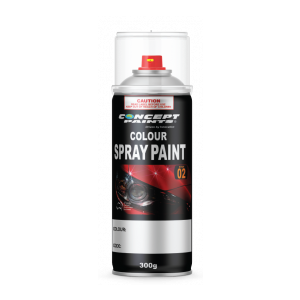 CAUTION
CONCEPT
PAINTS
COLOUR
SPRAY PAINT
02
COLOUR:
CODE:
300g